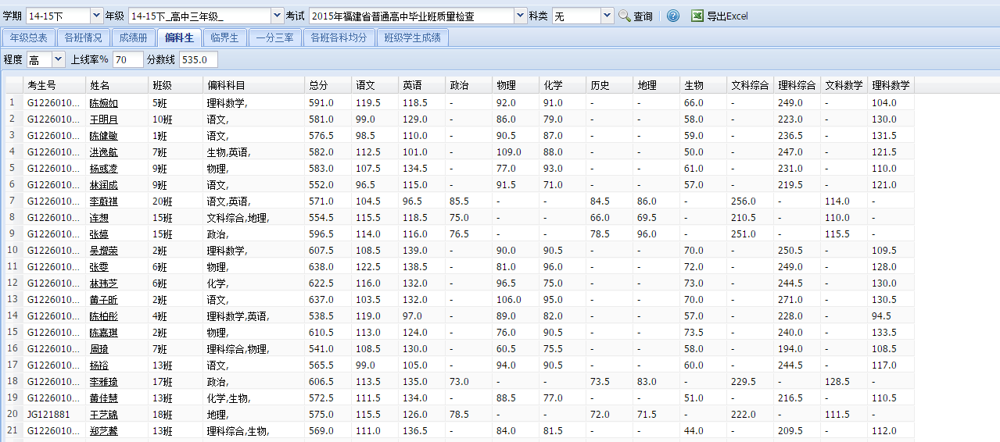 学期 14-15下 年级 14-15下_高中三年级_ 考试 2015年福建省普通高中毕业班质量检查 科类 无 查询 导出Excel
年级总表 各班情况 成绩册 偏科生 临界生 一分三率 各班各科均分 班级学生成绩
程度 高 上线率% 70 分数线 535.0
考生号 姓名 班级 偏科科目 总分 语文 英语 政治 物理 化学 历史 地理 生物 文科综合 理科综合 文科数学 理科数学
1 G1226010... 陈婉如 5班 理科数学, 591.0 119.5 118.5 - 92.0 91.0 - - 66.0 - 249.0 - 104.0
2 G1226010... 王明月 10班 语文, 581.0 99.0 129.0 - 86.0 79.0 - - 58.0 - 223.0 - 130.0
3 G1226010... 陈健敏 1班 语文, 576.5 98.5 110.0 - 90.5 87.0 - - 59.0 - 236.5 - 131.5
4 G1226010... 洪逸航 7班 生物,英语, 582.0 112.5 101.0 - 109.0 88.0 - - 50.0 - 247.0 - 121.5
5 G1226010... 杨彧凌 9班 物理, 583.0 107.5 134.5 - 77.0 93.0 - - 61.0 - 231.0 - 110.0
6 G1226010... 林润成 9班 语文, 552.0 96.5 115.0 - 91.5 71.0 - - 57.0 - 219.5 - 121.0
7 G1226010... 李蔚祺 20班 语文,英语, 571.0 104.5 96.5 85.5 - - 84.5 86.0 - 256.0 - 114.0 -
8 G1226010... 连想 15班 文科综合,地理, 554.5 115.5 118.5 75.0 - - 66.0 69.5 - 210.5 - 110.0 -
9 G1226010... 张婷 15班 政治, 596.5 114.0 116.0 76.5 - - 78.5 96.0 - 251.0 - 115.5 -
10 G1226010... 吴增荣 2班 理科数学, 607.5 108.5 139.0 - 90.0 90.5 - - 70.0 - 250.5 - 109.5
11 G1226010... 张雯 6班 物理, 638.0 122.5 138.5 - 81.0 96.0 - - 72.0 - 249.0 - 128.0
12 G1226010... 林玮芝 6班 化学, 622.5 116.0 132.0 - 96.5 75.0 - - 73.0 - 244.5 - 130.0
13 G1226010... 黄子昕 2班 语文, 637.0 103.5 132.0 - 106.0 95.0 - - 70.0 - 271.0 - 130.5
14 G1226010... 陈柏彤 4班 理科数学,英语, 538.5 119.0 97.0 - 89.0 82.0 - - 57.0 - 228.0 - 94.5
15 G1226010... 陈嘉琪 2班 物理, 610.5 113.0 124.0 - 76.0 90.5 - - 73.5 - 240.0 - 133.5
16 G1226010... 周琦 7班 理科综合,物理, 541.0 108.5 130.0 - 60.5 75.5 - - 58.0 - 194.0 - 108.5
17 G1226010... 杨裕 13班 语文, 565.5 99.0 105.0 - 94.0 90.5 - - 60.0 - 244.5 - 117.0
18 G1226010... 李雅琦 17班 政治, 606.5 113.5 135.0 73.0 - - 73.5 83.0 - 229.5 - 128.5 -
19 G1226010... 黄佳慧 13班 化学,生物, 572.5 111.5 134.0 - 88.5 77.0 - - 51.0 - 216.5 - 110.5
20 JG121881 王艺锦 18班 地理, 575.0 115.5 126.0 78.5 - - 72.0 71.5 - 222.0 - 111.5 -
21 G1226010... 郑艺馨 13班 理科综合,生物, 569.0 111.0 136.5 - 84.0 81.5 - - 44.0 - 209.5 - 112.0